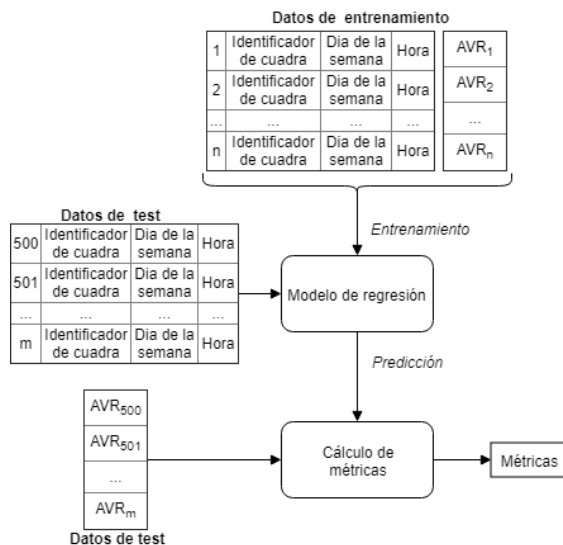 Datos de entrenamiento
1 Identificador de cuadra Dia de la semana Hora AVR1
2 Identificador de cuadra Dia de la semana Hora AVR2
... ... ... ... ...
n Identificador de cuadra Dia de la semana Hora AVRn
Entrenamiento
Datos de test
500 Identificador de cuadra Dia de la semana Hora
501 Identificador de cuadra Dia de la semana Hora
... ... ... ...
m Identificador de cuadra Dia de la semana Hora
Modelo de regresión
Predicción
AVR500
AVR501
...
AVRm
Datos de test
Cálculo de
métricas
Métricas